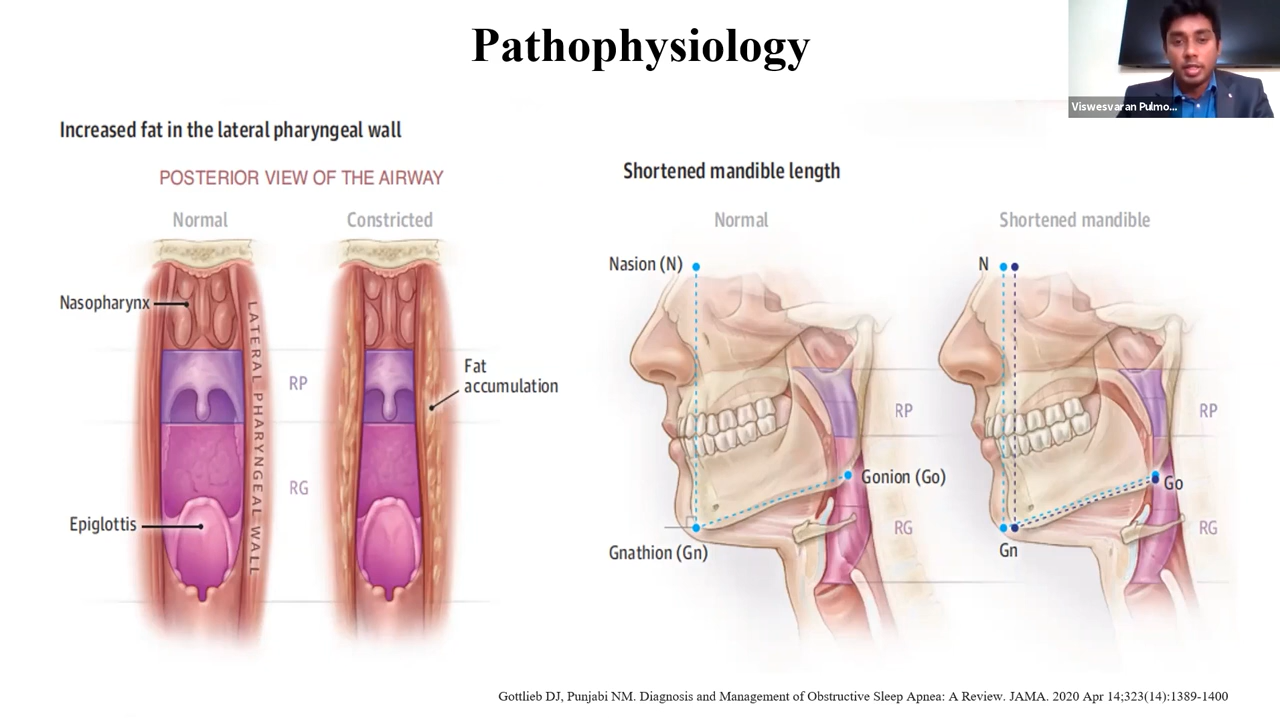 Pathophysiology
Viswesvaran Pulmo...
Increased fat in the lateral pharyngeal wall
POSTERIOR VIEW OF THE AIRWAY
Normal
Constricted
Nasopharynx
LATERAL PHARYNGEAL WALL
RP
Fat
accumulation
RG
Epiglottis
Shortened mandible length
Normal
Shortened mandible
Nasion (N)
N
RP
RP
Gonion (Go)
Go
RG
RG
Gnathion (Gn)
Gn
Gottlieb DJ, Punjabi NM. Diagnosis and Management of Obstructive Sleep Apnea: A Review. JAMA. 2020 Apr 14;323(14):1389-1400